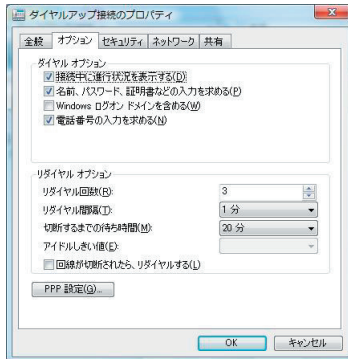 ダイヤルアップ接続のプロパティ
全般 オプション セキュリティ ネットワーク 共有
ダイヤル オプション
接続中に進行状況を表示する(D)
名前、パスワード、証明書などの入力を求める(P)
Windows ログオン ドメインを含める(W)
電話番号の入力を求める(N)
リダイヤル オプション
リダイヤル回数(R): 3
リダイヤル間隔(T): 1 分
切断するまでの待ち時間(M): 20 分
アイドルしきい値(E):
回線が切断されたら、リダイヤルする(L)
PPP 設定(G)...
OK キャンセル